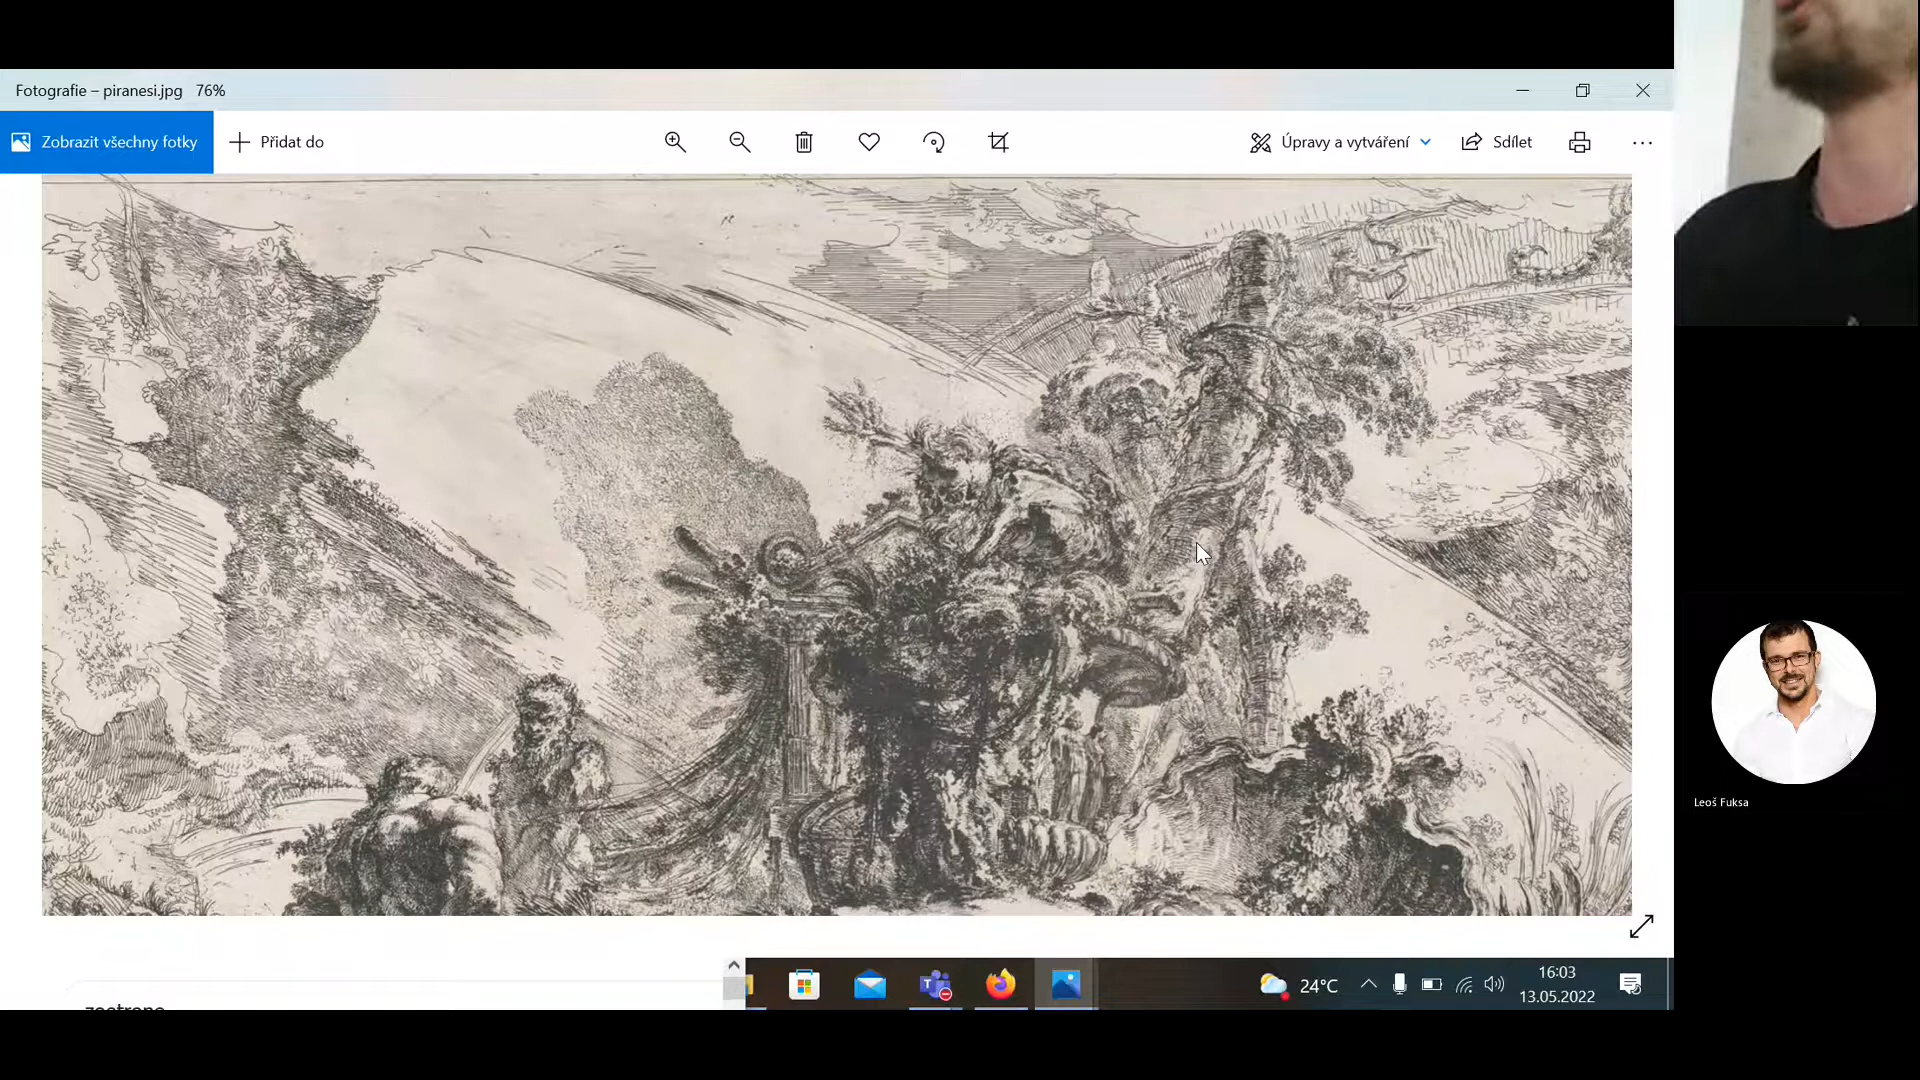 Fotografie – piranesi.jpg 76%
Zobrazit všechny fotky
Přidat do
Úpravy a vytváření
Sdílet
Leoš Fuksa
24°C
16:03
13.05.2022